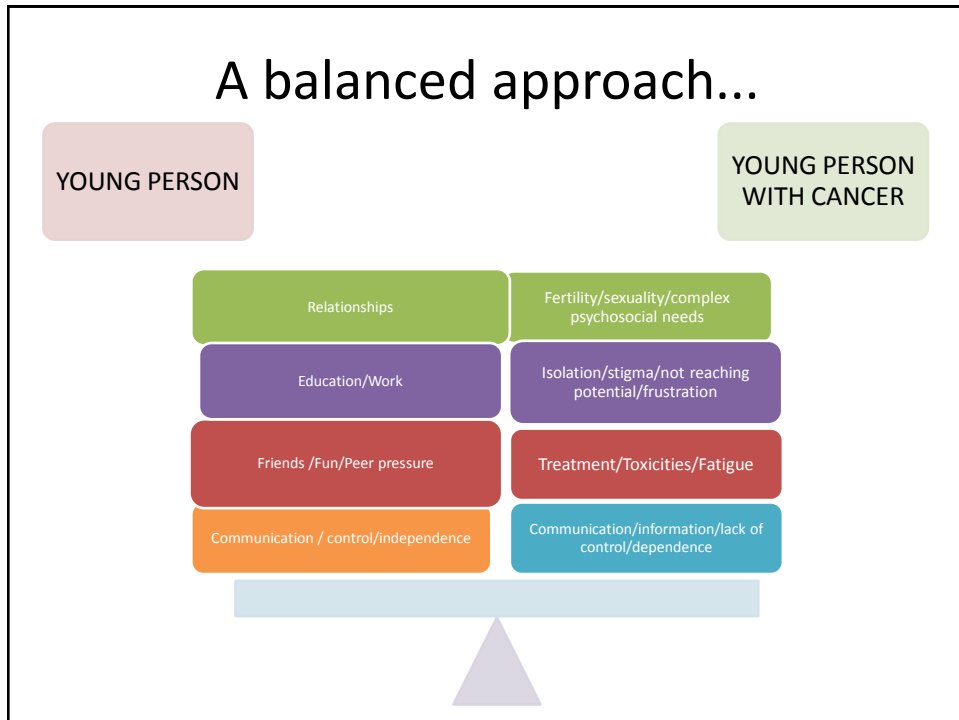 A balanced approach...
YOUNG PERSON
YOUNG PERSON
WITH CANCER
Relationships
Fertility/sexuality/complex
psychosocial needs
Education/Work
Isolation/stigma/not reaching
potential/frustration
Friends /Fun/Peer pressure
Treatment/Toxicities/Fatigue
Communication / control/independence
Communication/information/lack of
control/dependence